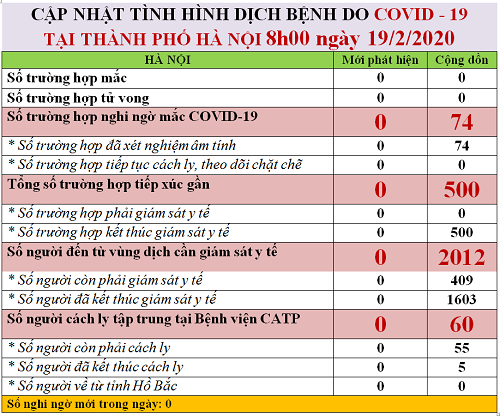 CẬP NHẬT TÌNH HÌNH DỊCH BỆNH DO COVID - 19
TẠI THÀNH PHỐ HÀ NỘI 8h00 ngày 19/2/2020
HÀ NỘI Mới phát hiện Cộng dồn
Số trường hợp mắc 0 0
Số trường hợp tử vong 0 0
Số trường hợp nghi ngờ mắc COVID-19 0 74
* Số trường hợp đã xét nghiệm âm tính 74
* Số trường hợp tiếp tục cách ly, theo dõi chặt chẽ 0 0
Tổng số trường hợp tiếp xúc gần 0 500
* Số trường hợp phải giám sát y tế 0 0
* Số trường hợp kết thúc giám sát y tế 0 500
Số người đến từ vùng dịch cần giám sát y tế 0 2012
* Số người còn phải giám sát y tế 0 409
* Số người đã kết thúc giám sát y tế 0 1603
Số người cách ly tập trung tại Bệnh viện CATP 0 60
* Số người còn phải cách ly 0 55
* Số người đã kết thúc cách ly 0 5
* Số người về từ tỉnh Hồ Bắc 0 0
Số nghi ngờ mới trong ngày: 0